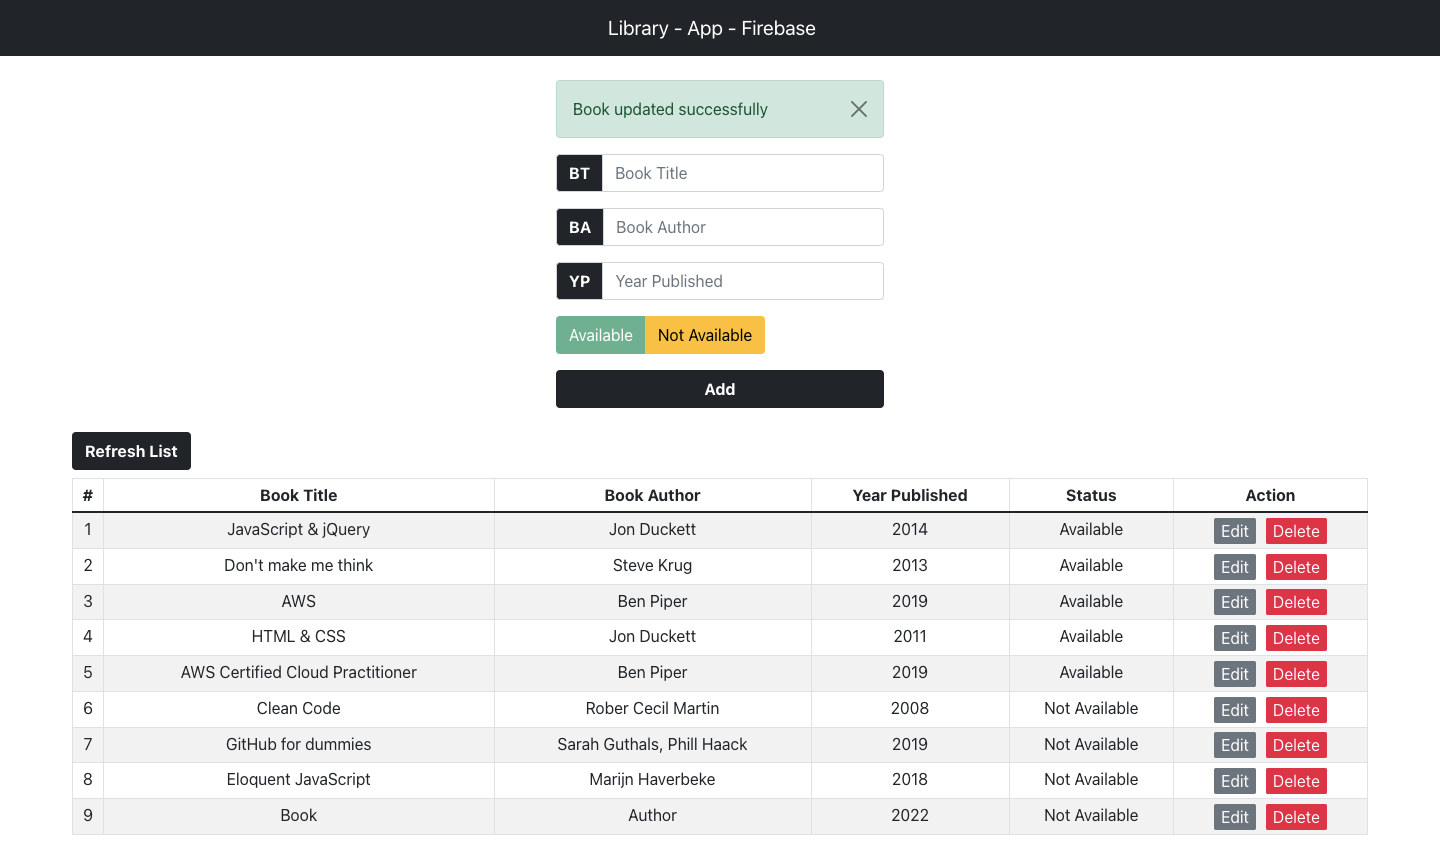 Library - App - Firebase
Book updated successfully
BT Book Title
BA Book Author
YP Year Published
Available Not Available
Add
Refresh List
# Book Title Book Author Year Published Status Action
1 JavaScript & jQuery Jon Duckett 2014 Available Edit Delete
2 Don't make me think Steve Krug 2013 Available Edit Delete
3 AWS Ben Piper 2019 Available Edit Delete
4 HTML & CSS Jon Duckett 2011 Available Edit Delete
5 AWS Certified Cloud Practitioner Ben Piper 2019 Available Edit Delete
6 Clean Code Rober Cecil Martin 2008 Not Available Edit Delete
7 GitHub for dummies Sarah Guthals, Phill Haack 2019 Not Available Edit Delete
8 Eloquent JavaScript Marijn Haverbeke 2018 Not Available Edit Delete
9 Book Author 2022 Not Available Edit Delete